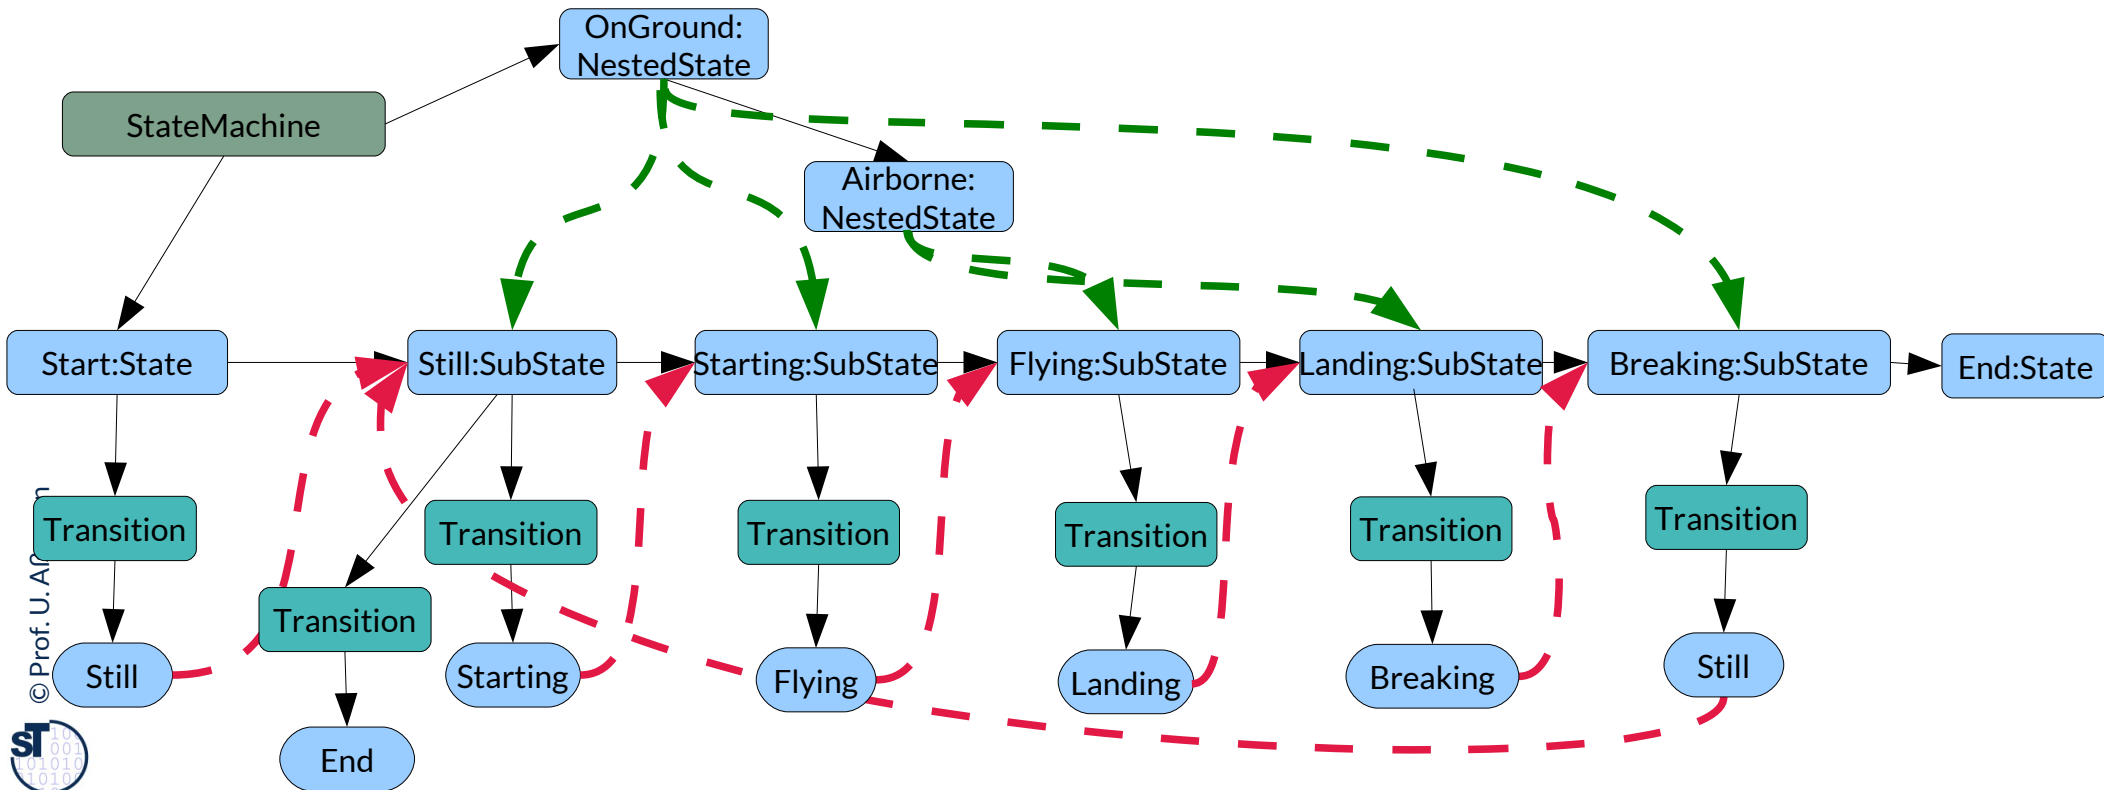 OnGround:
NestedState
StateMachine
Airborne:
NestedState
Start:State
Still:SubState
Starting:SubState
Flying:SubState
Landing:SubState
Breaking:SubState
End:State
Transition
Transition
Transition
Transition
Transition
Transition
Transition
Still
Starting
Flying
Landing
Breaking
Still
End
© Prof. U.
ST